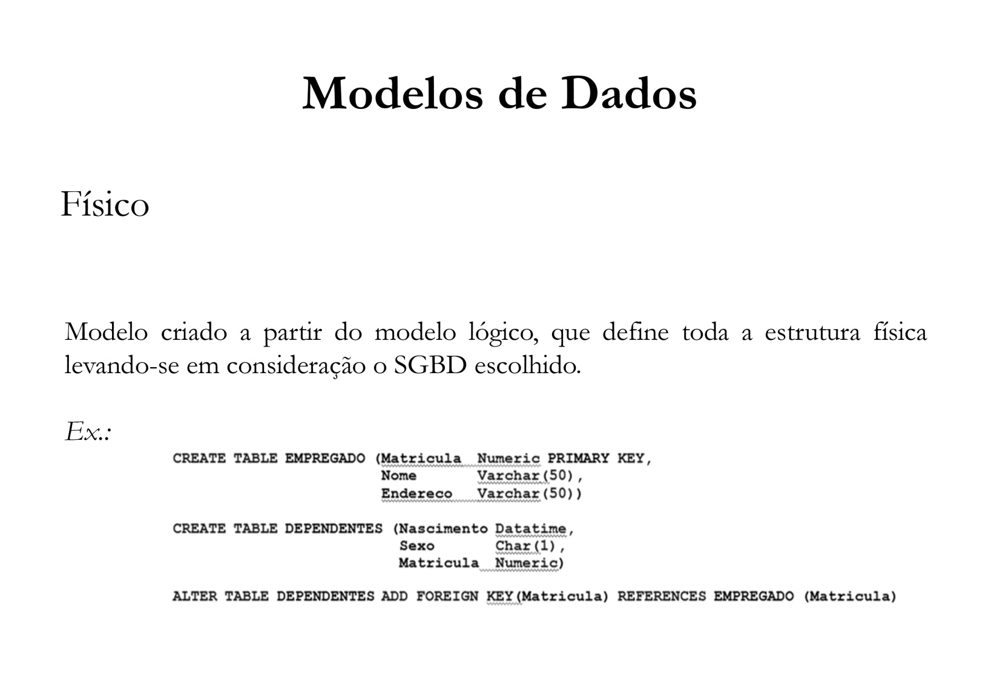 Modelos de Dados
Físico
Modelo criado a partir do modelo lógico, que define toda a estrutura física
levando-se em consideração o SGBD escolhido.
Ex.:
CREATE TABLE EMPREGADO (Matricula Numeric PRIMARY KEY,
Nome Varchar(50),
Endereco Varchar(50))
CREATE TABLE DEPENDENTES (Nascimento Datatime,
Sexo Char(1),
Matricula Numeric)
ALTER TABLE DEPENDENTES ADD FOREIGN KEY(Matricula) REFERENCES EMPREGADO (Matricula)